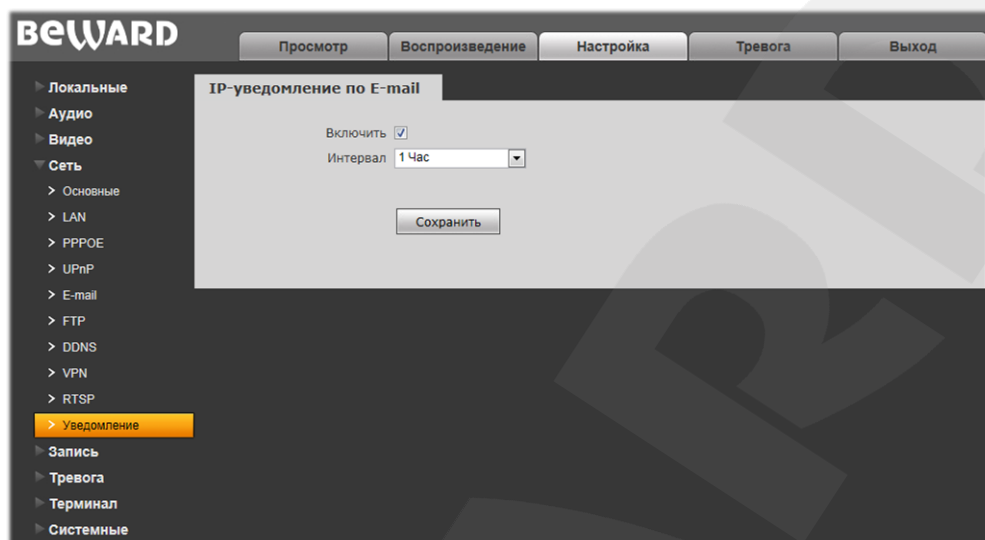 BEWARD
Просмотр
Воспроизведение
Настройка
Тревога
Выход
Локальные
Аудио
Видео
Сеть
Основные
LAN
PPPOE
UPnP
E-mail
FTP
DDNS
VPN
RTSP
Уведомление
Запись
Тревога
Терминал
Системные
IP-уведомление по E-mail
Включить
Интервал 1 Час
Сохранить